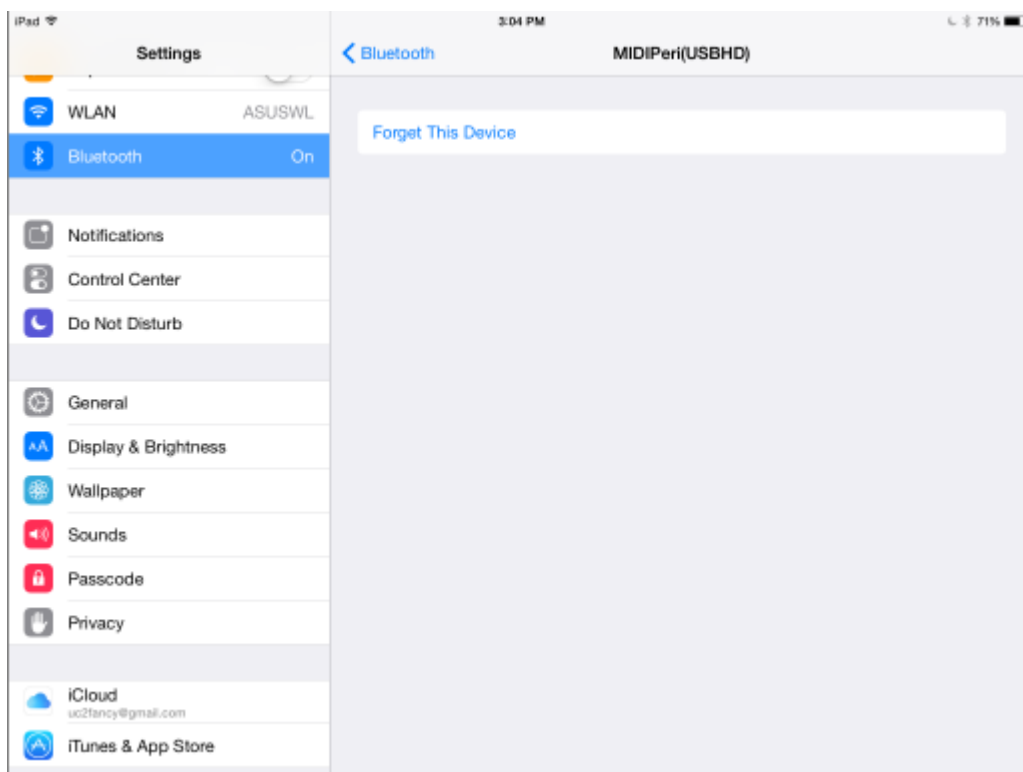 iPad 3:04 PM 71%
Settings
Bluetooth MIDIPeri(USBHD)
WLAN ASUSWL
Forget This Device
Bluetooth On
Notifications
Control Center
Do Not Disturb
General
AA Display & Brightness
Wallpaper
Sounds
Passcode
Privacy
iCloud
uc2fancy@gmail.com
iTunes & App Store